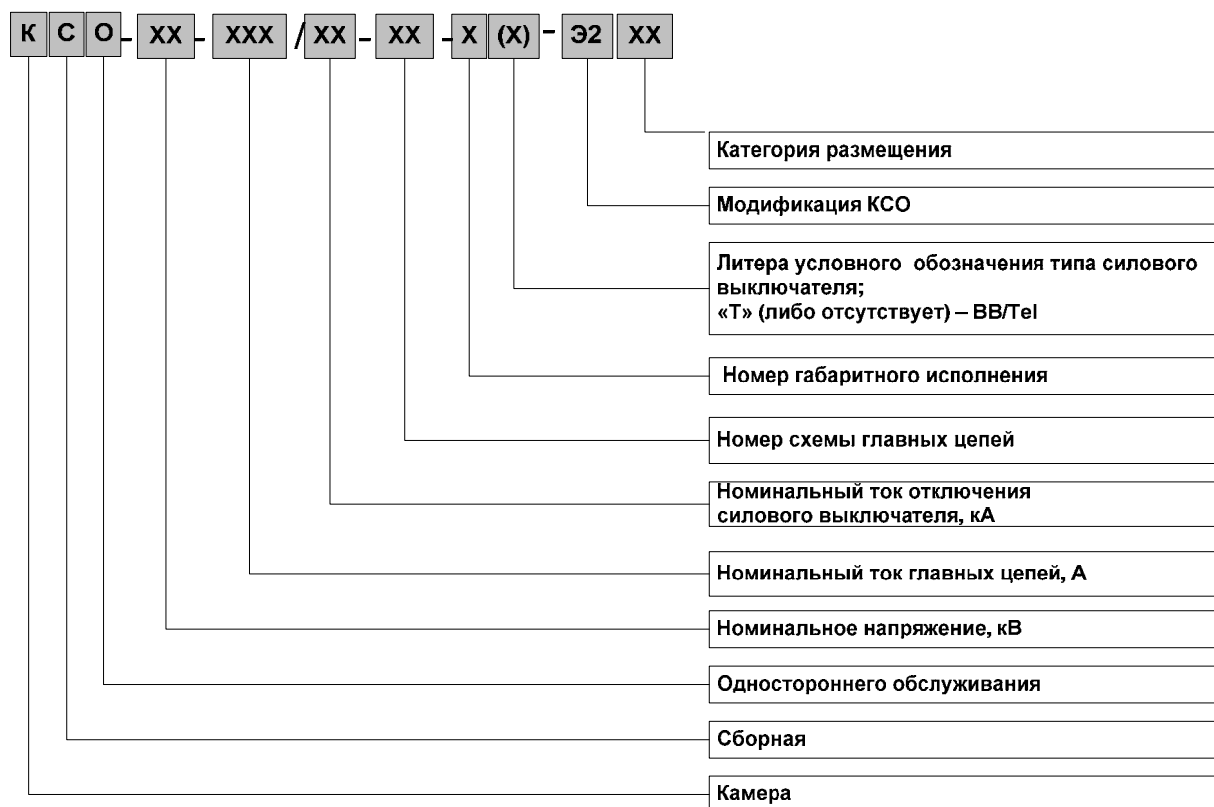 К С О - ХХ - ХХХ / ХХ - ХХ - Х (Х) - Э2 ХХ
Категория размещения
Модификация КСО
Литера условного обозначения типа силового
выключателя;
«Т» (либо отсутствует) – BB/Tel
Номер габаритного исполнения
Номер схемы главных цепей
Номинальный ток отключения
силового выключателя, кА
Номинальный ток главных цепей, А
Номинальное напряжение, кВ
Одностороннего обслуживания
Сборная
Камера